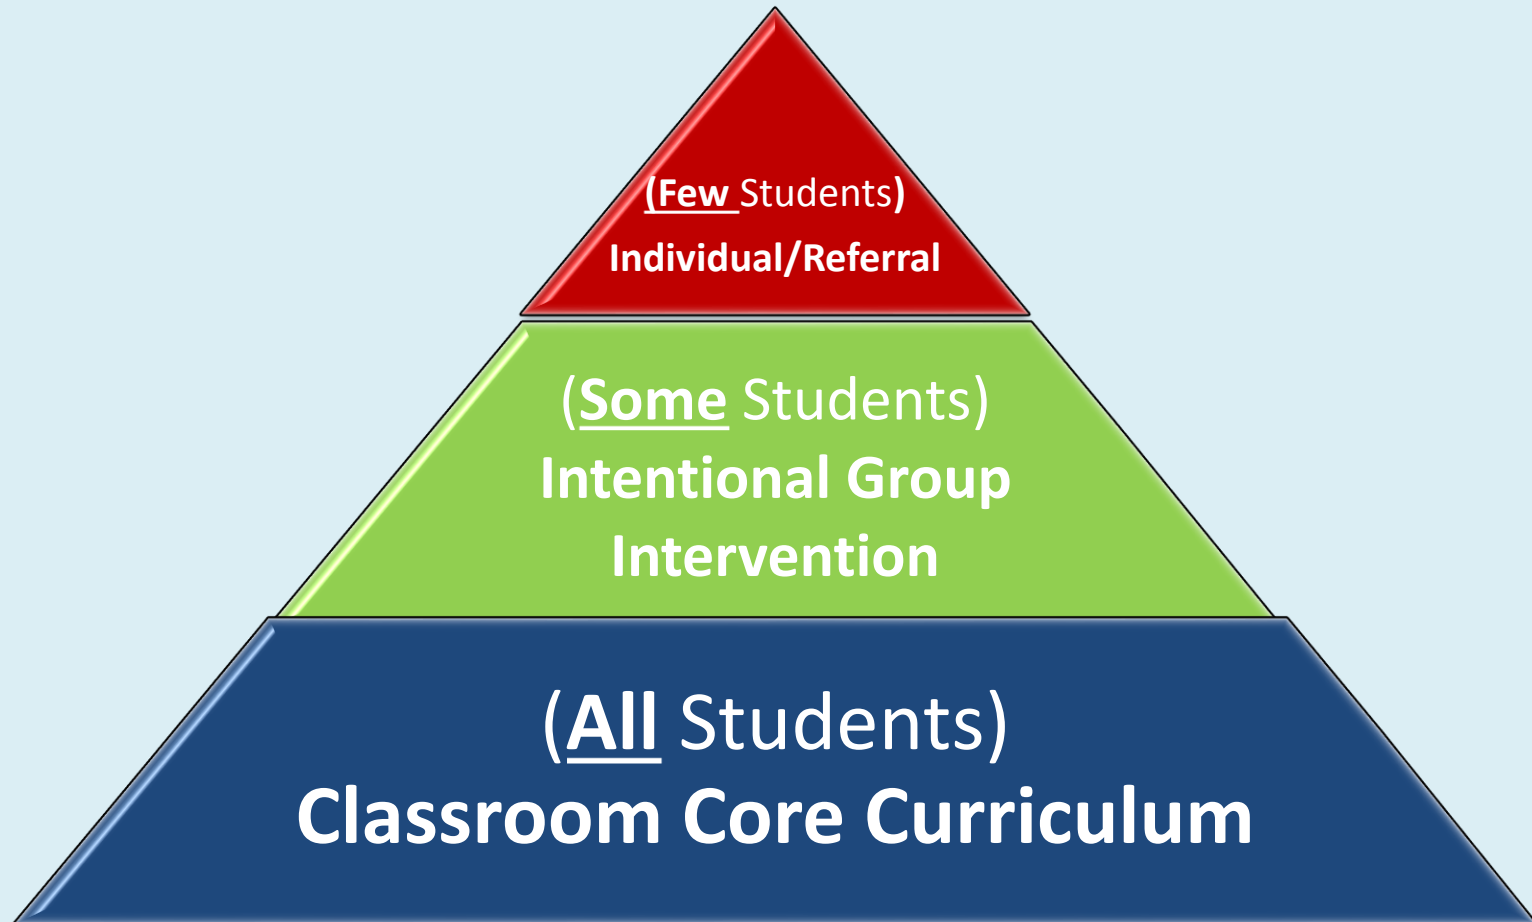 (Few Students)
Individual/Referral
(Some Students)
Intentional Group
Intervention
(All Students)
Classroom Core Curriculum